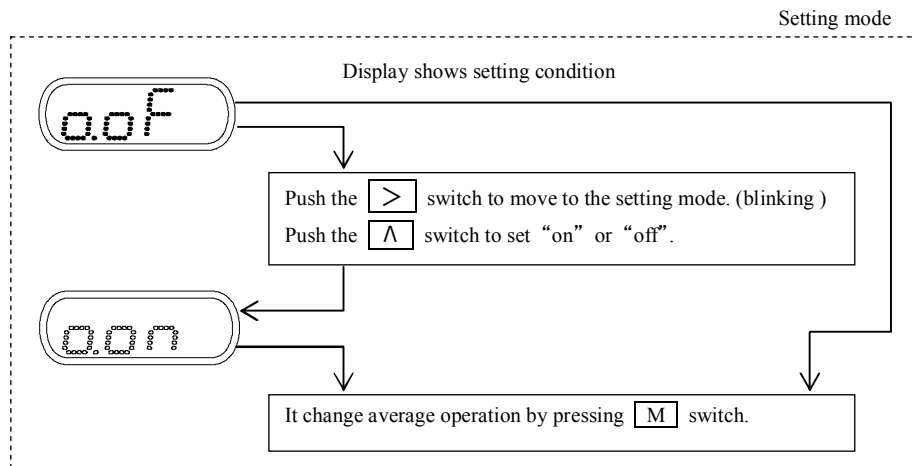 Setting mode
Display shows setting condition
o.oF
Push the > switch to move to the setting mode. (blinking )
Push the Λ switch to set “on” or “off”.
o.on
It change average operation by pressing M switch.